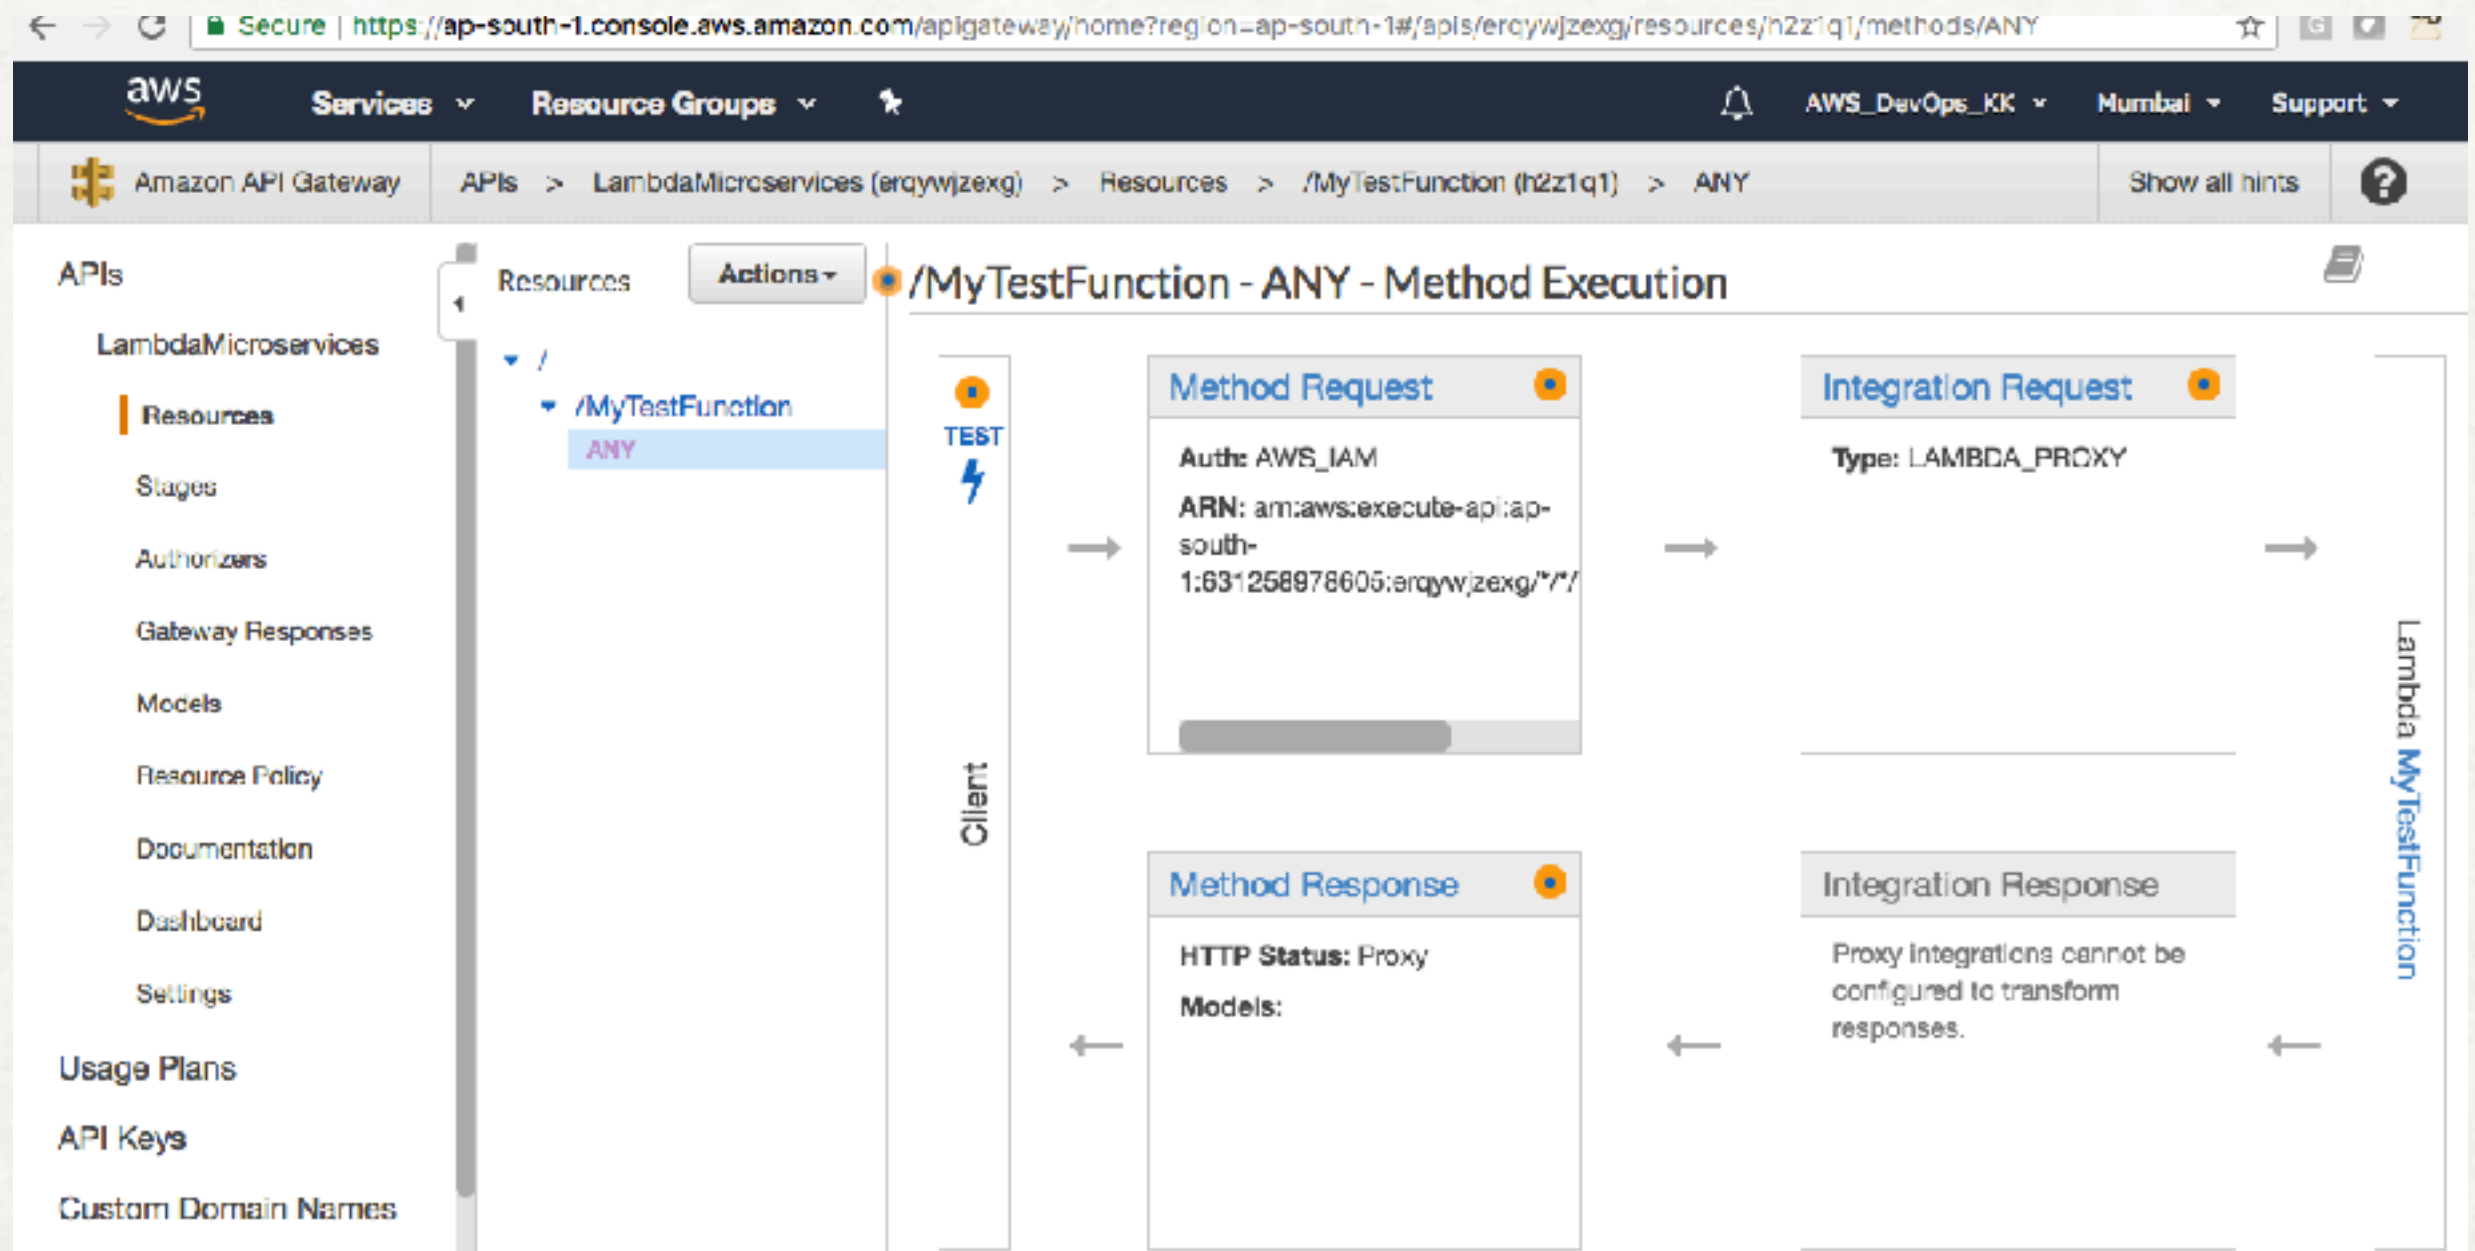 Secure | https://ap-south-1.console.aws.amazon.com/apigateway/home?region=ap-south-1#/apis/erqywjzexg/resources/h2z1q1/methods/ANY
aws Services Resource Groups AWS_DevOps_KK Mumbai Support
Amazon API Gateway APIs > LambdaMicroservices (erqywjzexg) > Resources > /MyTestFunction (h2z1q1) > ANY Show all hints ?
APIs
LambdaMicroservices
Resources
Stages
Authorizers
Gateway Responses
Models
Resource Policy
Documentation
Dashboard
Settings
Usage Plans
API Keys
Custom Domain Names
Resources Actions
/
/MyTestFunction
ANY
/MyTestFunction - ANY - Method Execution
TEST
Client
Method Request
Auth: AWS_IAM
ARN: arn:aws:execute-api:ap-
south-
1:631258978605:erqywjzexg/*/*/
Integration Request
Type: LAMBDA_PROXY
Lambda MyTestFunction
Method Response
HTTP Status: Proxy
Models:
Integration Response
Proxy integrations cannot be
configured to transform
responses.